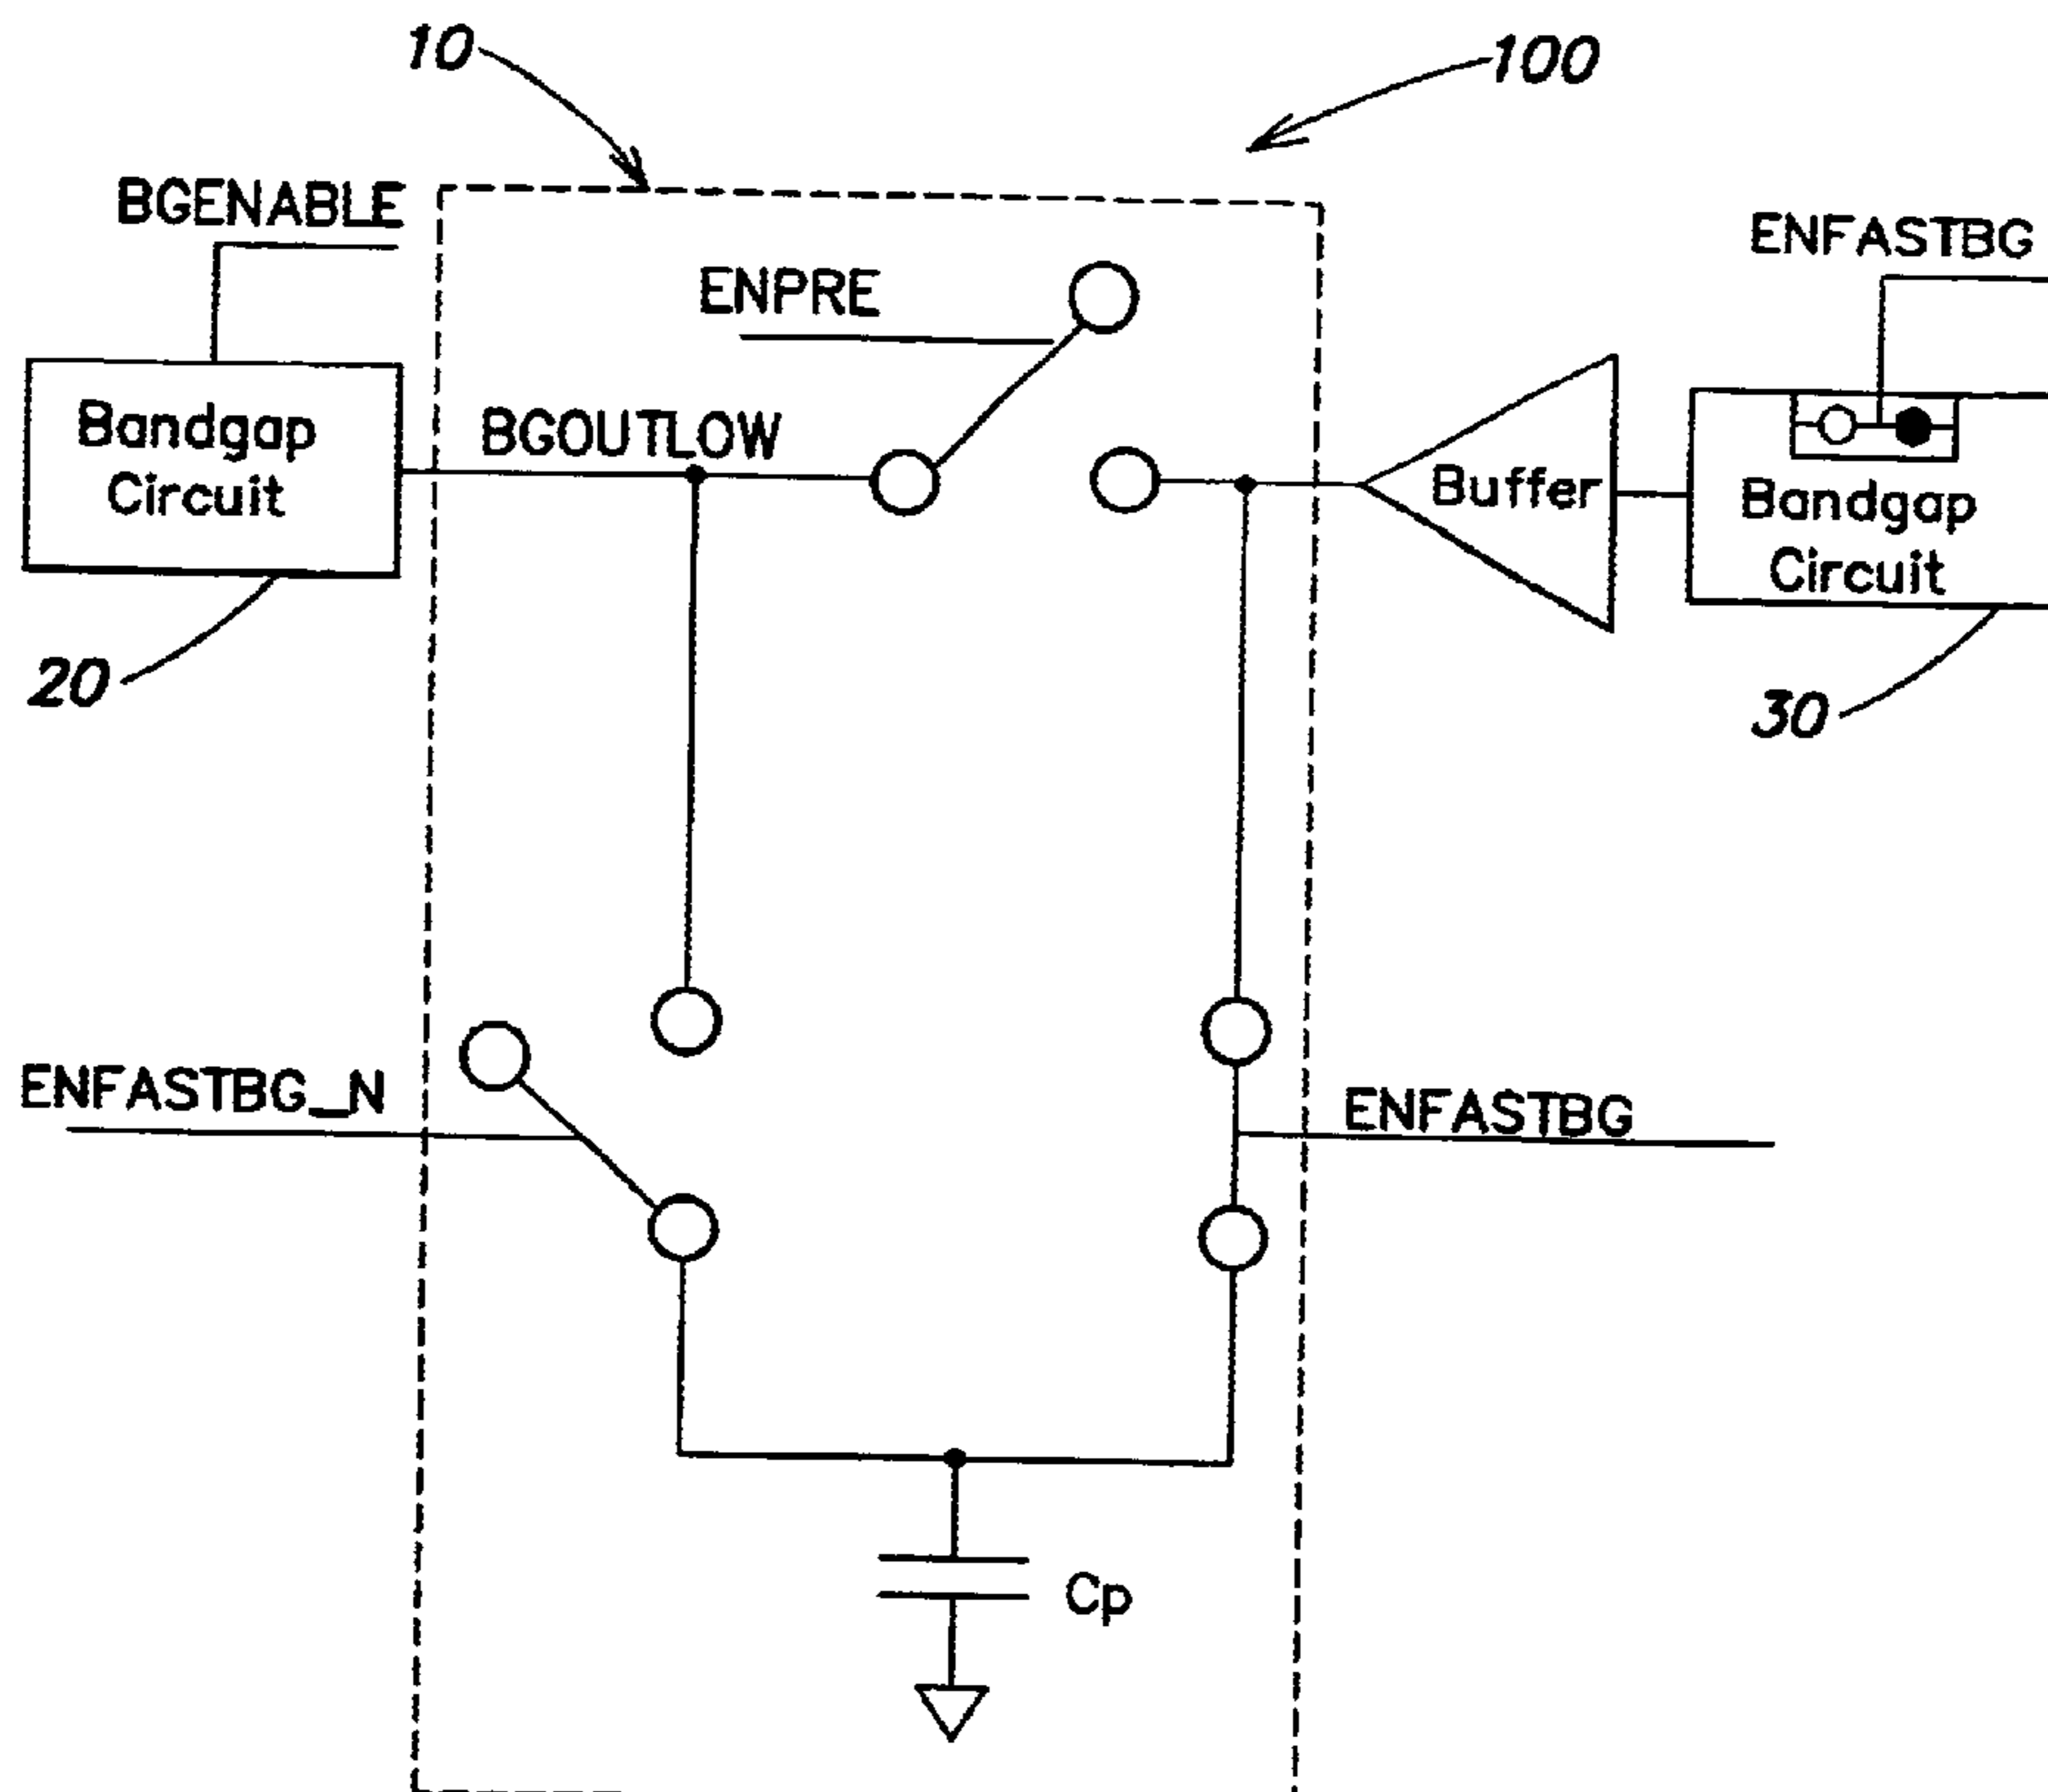 10
100
BGENABLE
ENFASTBG
ENPRE
Bandgap
Circuit
BGOUTLOW
Buffer
Bandgap
Circuit
20
30
ENFASTBG_N
ENFASTBG
Cp